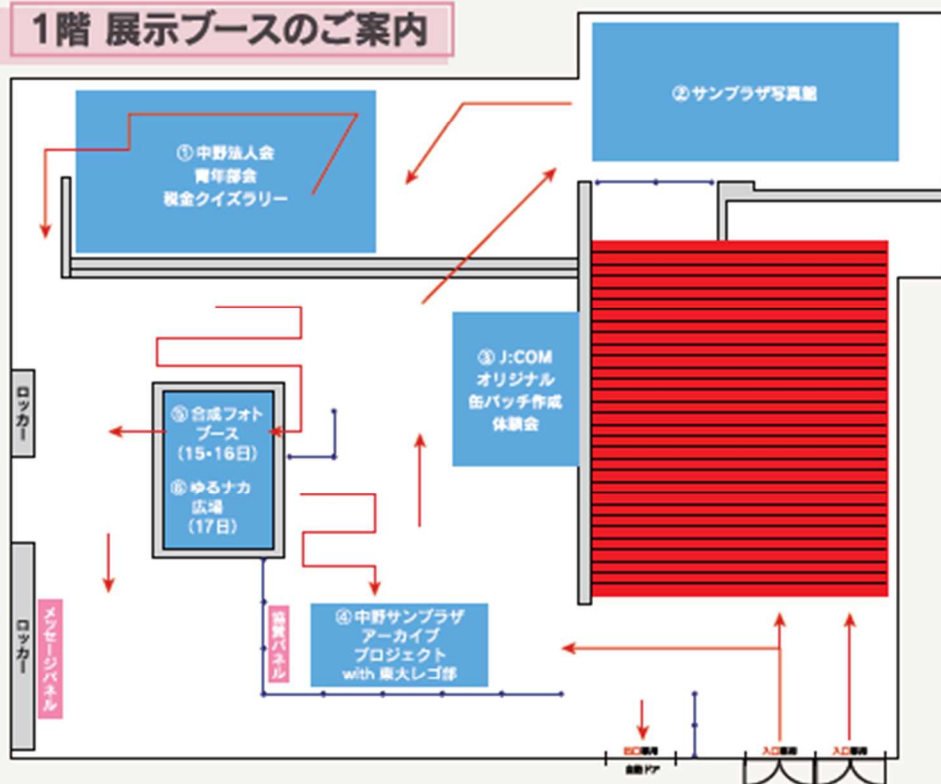 1階 展示ブースのご案内
② サンプラザ写真館
① 中野法人会
青年部会
税金クイズラリー
③ J:COM
オリジナル
缶バッチ作成
体験会
ロッカー
⑤ 合成フォト
ブース
(15・16日)
⑥ ゆるナカ
広場
(17日)
ロッカー
メッセージパネル
協賛パネル
④ 中野サンプラザ
アーカイブ
プロジェクト
with 東大レゴ部
出口専用
自動ドア
入口専用
入口専用